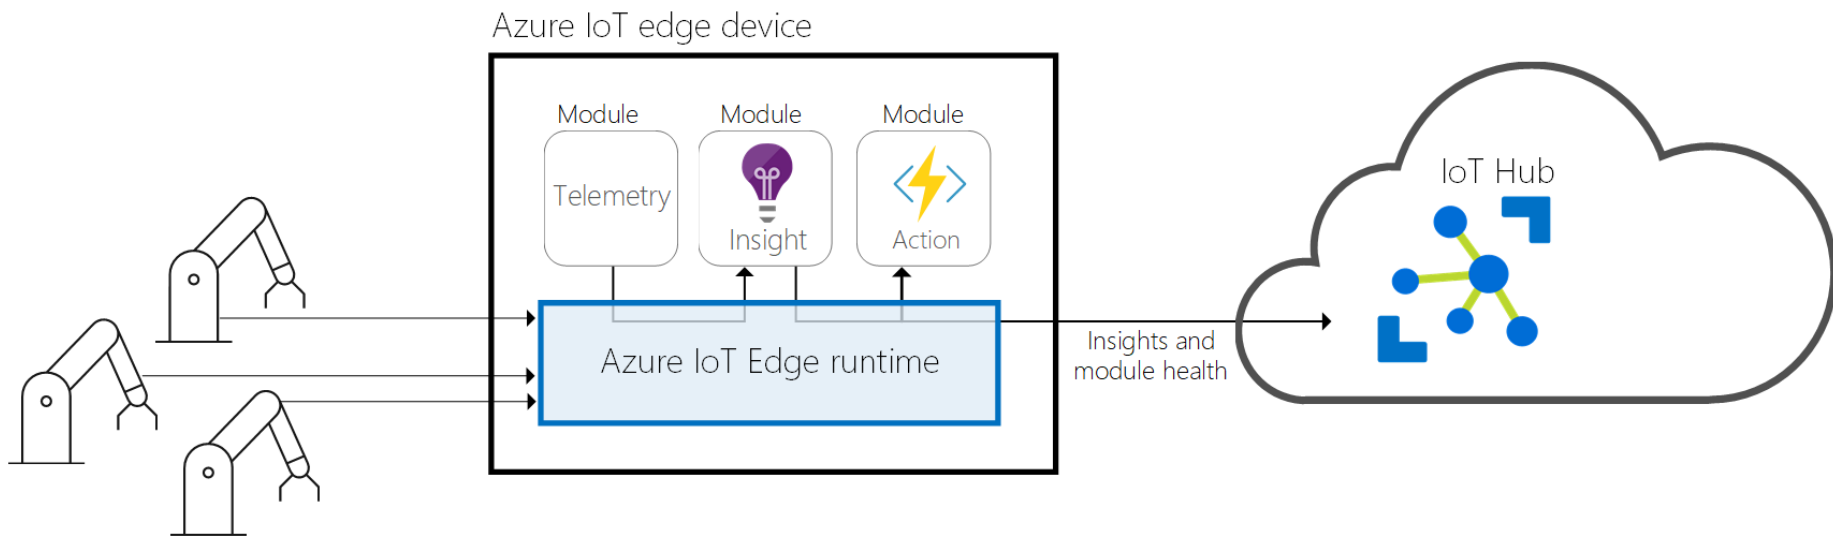 Azure IoT edge device
Module
Module
Module
Telemetry
Insight
Action
Azure IoT Edge runtime
Insights and
module health
IoT Hub